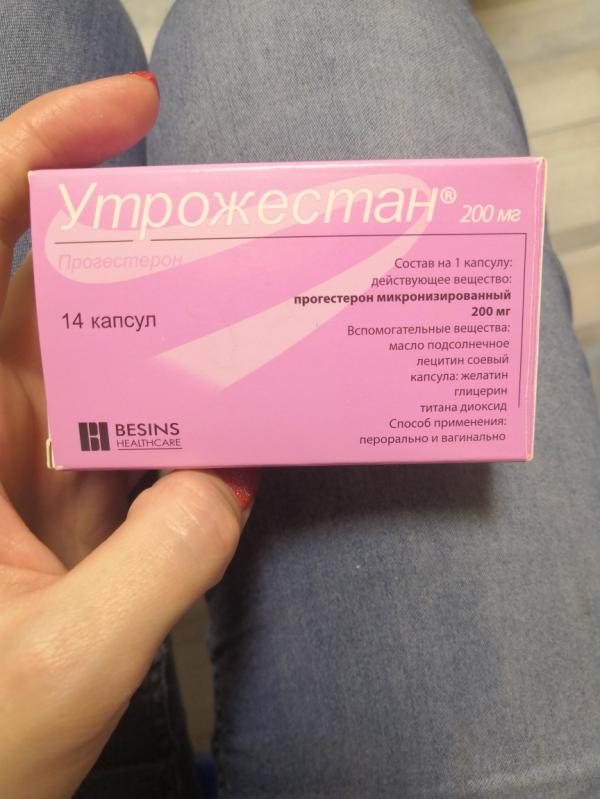 Утрожестан® 200 мг
Прогестерон
14 капсул
BESINS
HEALTHCARE
Состав на 1 капсулу:
действующее вещество:
прогестерон микронизированный
200 мг
Вспомогательные вещества:
масло подсолнечное
лецитин соевый
капсула: желатин
глицерин
титана диоксид
Способ применения:
перорально и вагинально